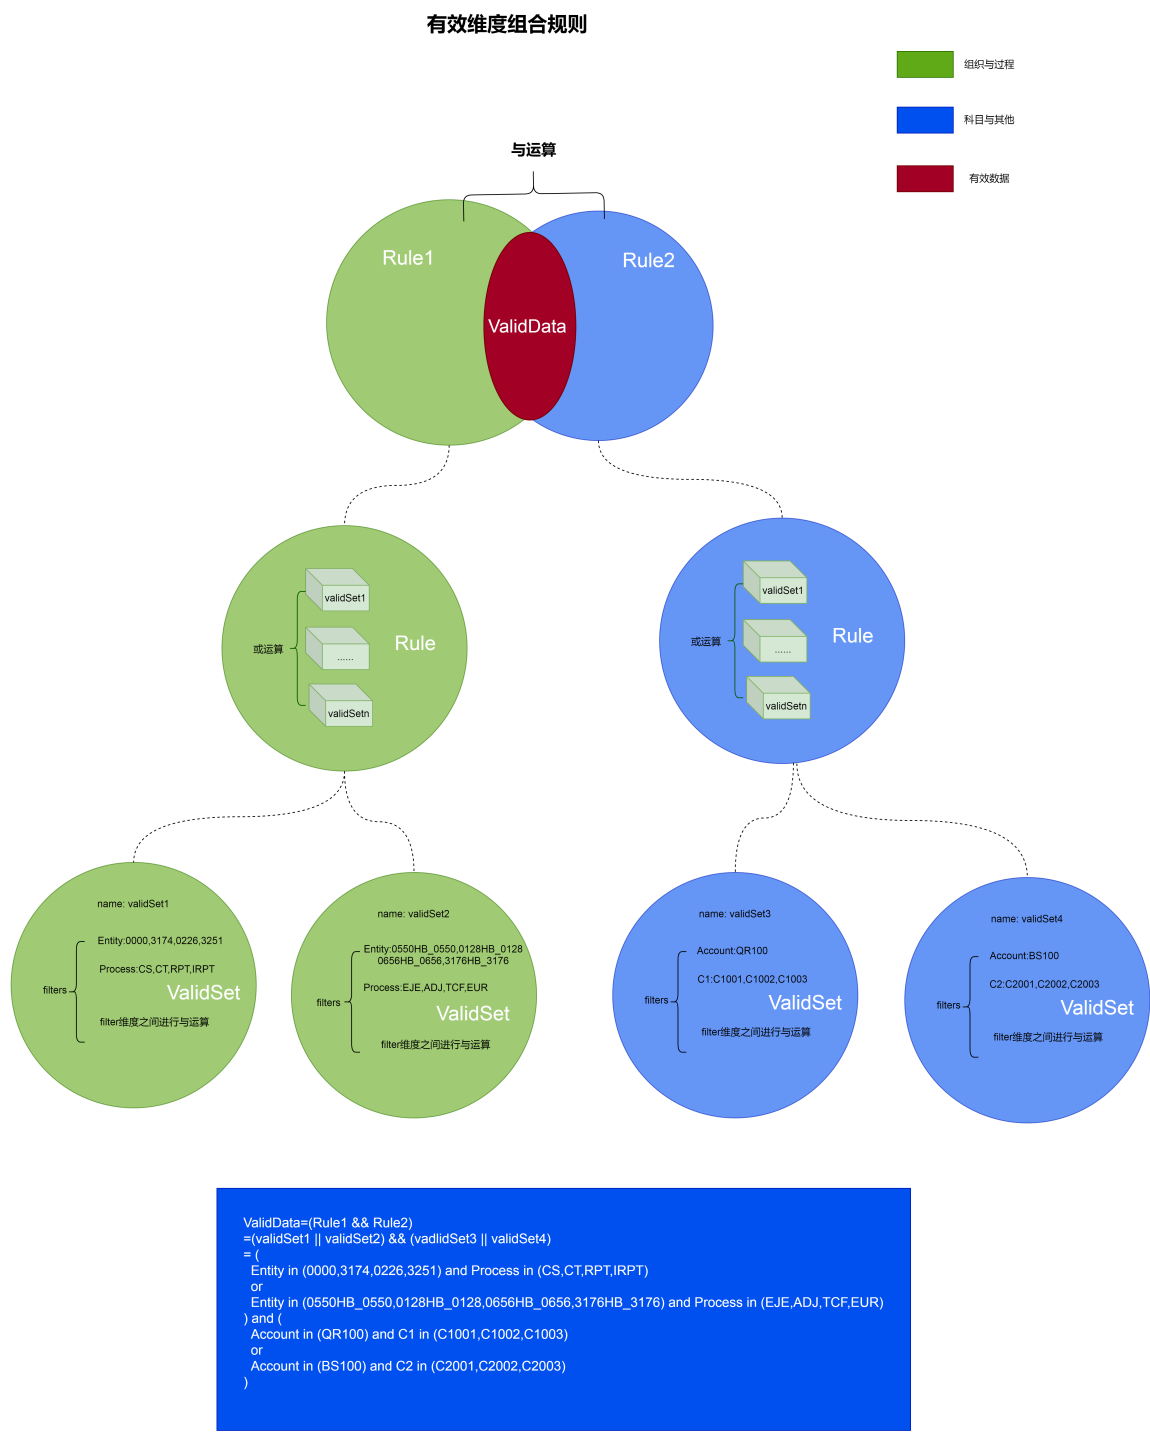 有效维度组合规则
组织与过程
科目与其他
有效数据
与运算
Rule1
Rule2
ValidData
validSet1
或运算
......
Rule
validSetn
validSet1
或运算
......
Rule
validSetn
name: validSet1
Entity:0000,3174,0226,3251
Process:CS,CT,RPT,IRPT
filters
ValidSet
filter维度之间进行与运算
name: validSet2
Entity:0550HB_0550,0128HB_0128
0656HB_0656,3176HB_3176
Process:EJE,ADJ,TCF,EUR
filters
ValidSet
filter维度之间进行与运算
name: validSet3
Account:QR100
C1:C1001,C1002,C1003
filters
ValidSet
filter维度之间进行与运算
name: validSet4
Account:BS100
C2:C2001,C2002,C2003
filters
ValidSet
filter维度之间进行与运算
ValidData=(Rule1 && Rule2)
=(validSet1 || validSet2) && (vadlidSet3 || validSet4)
= (
Entity in (0000,3174,0226,3251) and Process in (CS,CT,RPT,IRPT)
or
Entity in (0550HB_0550,0128HB_0128,0656HB_0656,3176HB_3176) and Process in (EJE,ADJ,TCF,EUR)
) and (
Account in (QR100) and C1 in (C1001,C1002,C1003)
or
Account in (BS100) and C2 in (C2001,C2002,C2003)
)